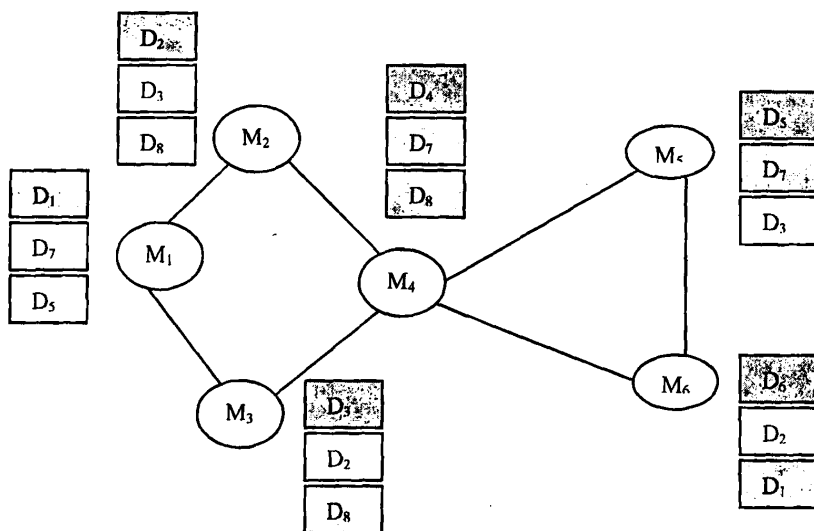 D₂
D₃
D₈
M₂
D₄
D₇
D₈
M₅
D₅
D₇
D₃
D₁
D₇
D₅
M₁
M₄
M₃
D₃
D₂
D₈
M₆
D₆
D₂
D₁